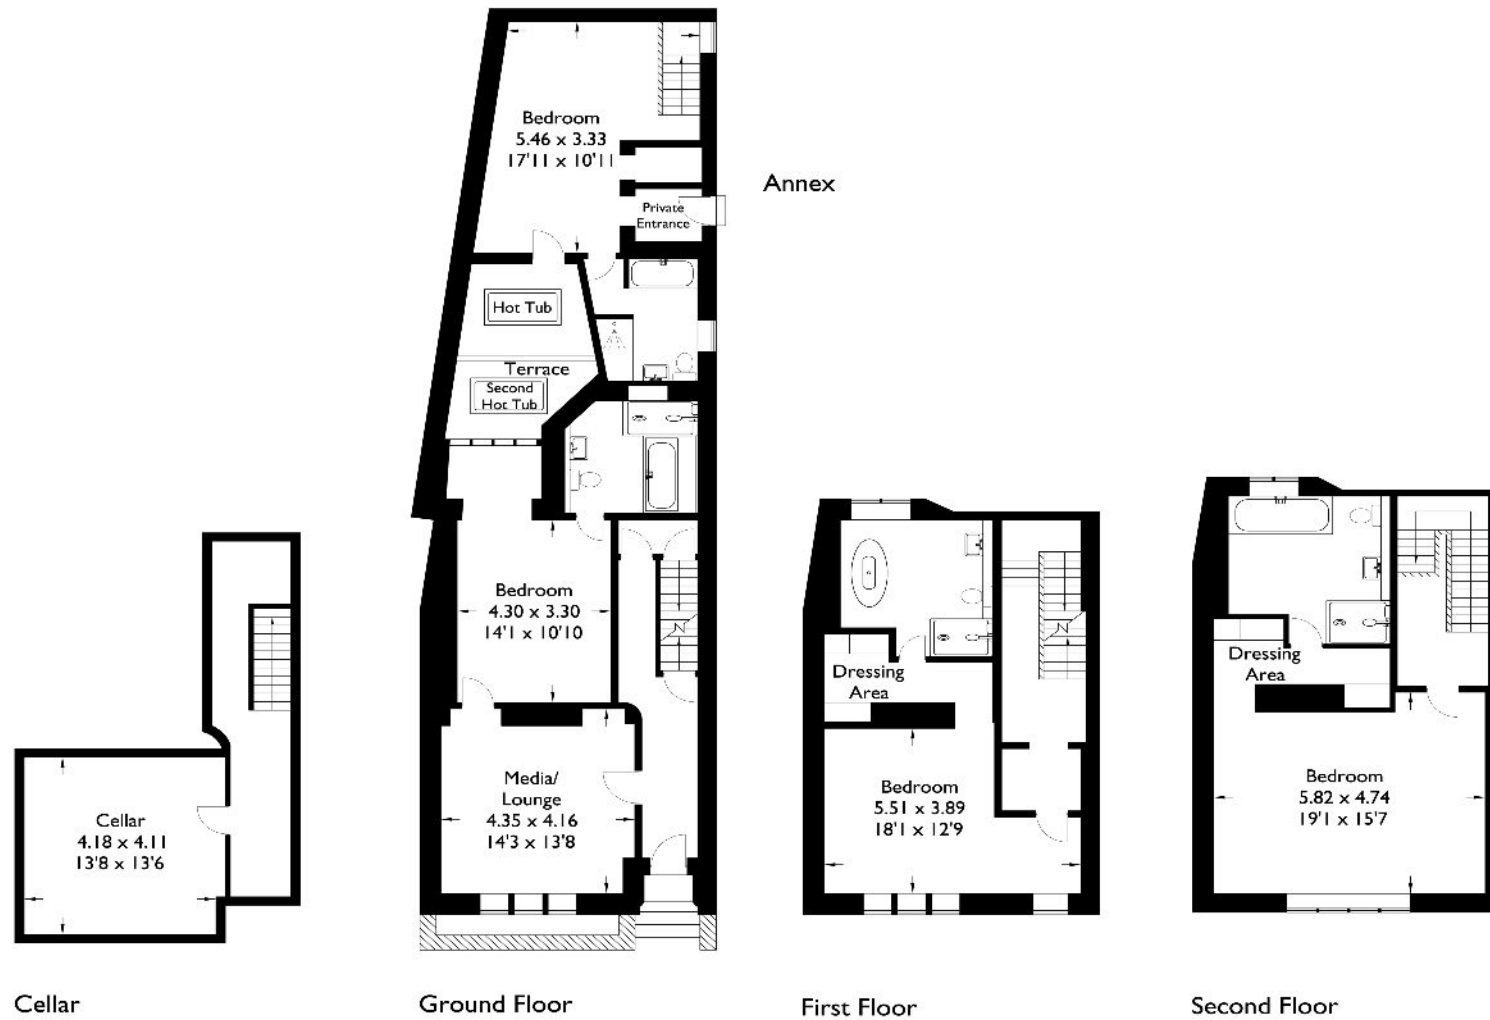 Bedroom
5.46 x 3.33
17'11 x 10'11
Annex
Private
Entrance
Hot Tub
Terrace
Second
Hot Tub
Bedroom
4.30 x 3.30
14'1 x 10'10
Media/
Lounge
4.35 x 4.16
14'3 x 13'8
Cellar
4.18 x 4.11
13'8 x 13'6
Dressing
Area
Bedroom
5.51 x 3.89
18'1 x 12'9
Dressing
Area
Bedroom
5.82 x 4.74
19'1 x 15'7
Cellar
Ground Floor
First Floor
Second Floor